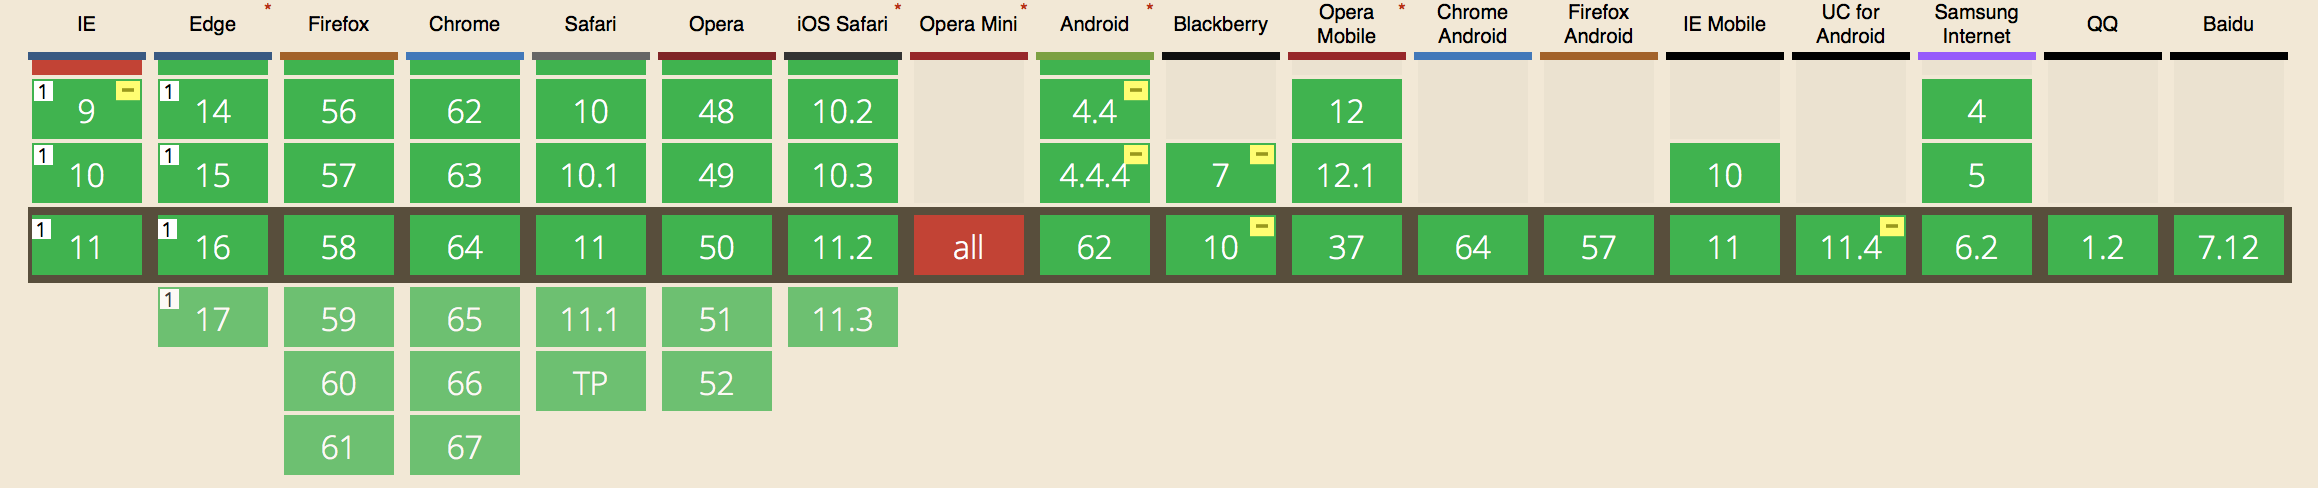 IE Edge * Firefox Chrome Safari Opera iOS Safari * Opera Mini * Android * Blackberry Opera Mobile * Chrome Android Firefox Android IE Mobile UC for Android Samsung Internet QQ Baidu
1 9 - 1 14 56 62 10 48 10.2 4.4 - 12 4
1 10 1 15 57 63 10.1 49 10.3 4.4.4 - 7 - 12.1 10 5
1 11 1 16 58 64 11 50 11.2 all 62 10 - 37 64 57 11 11.4 - 6.2 1.2 7.12
1 17 59 65 11.1 51 11.3
60 66 TP 52
61 67